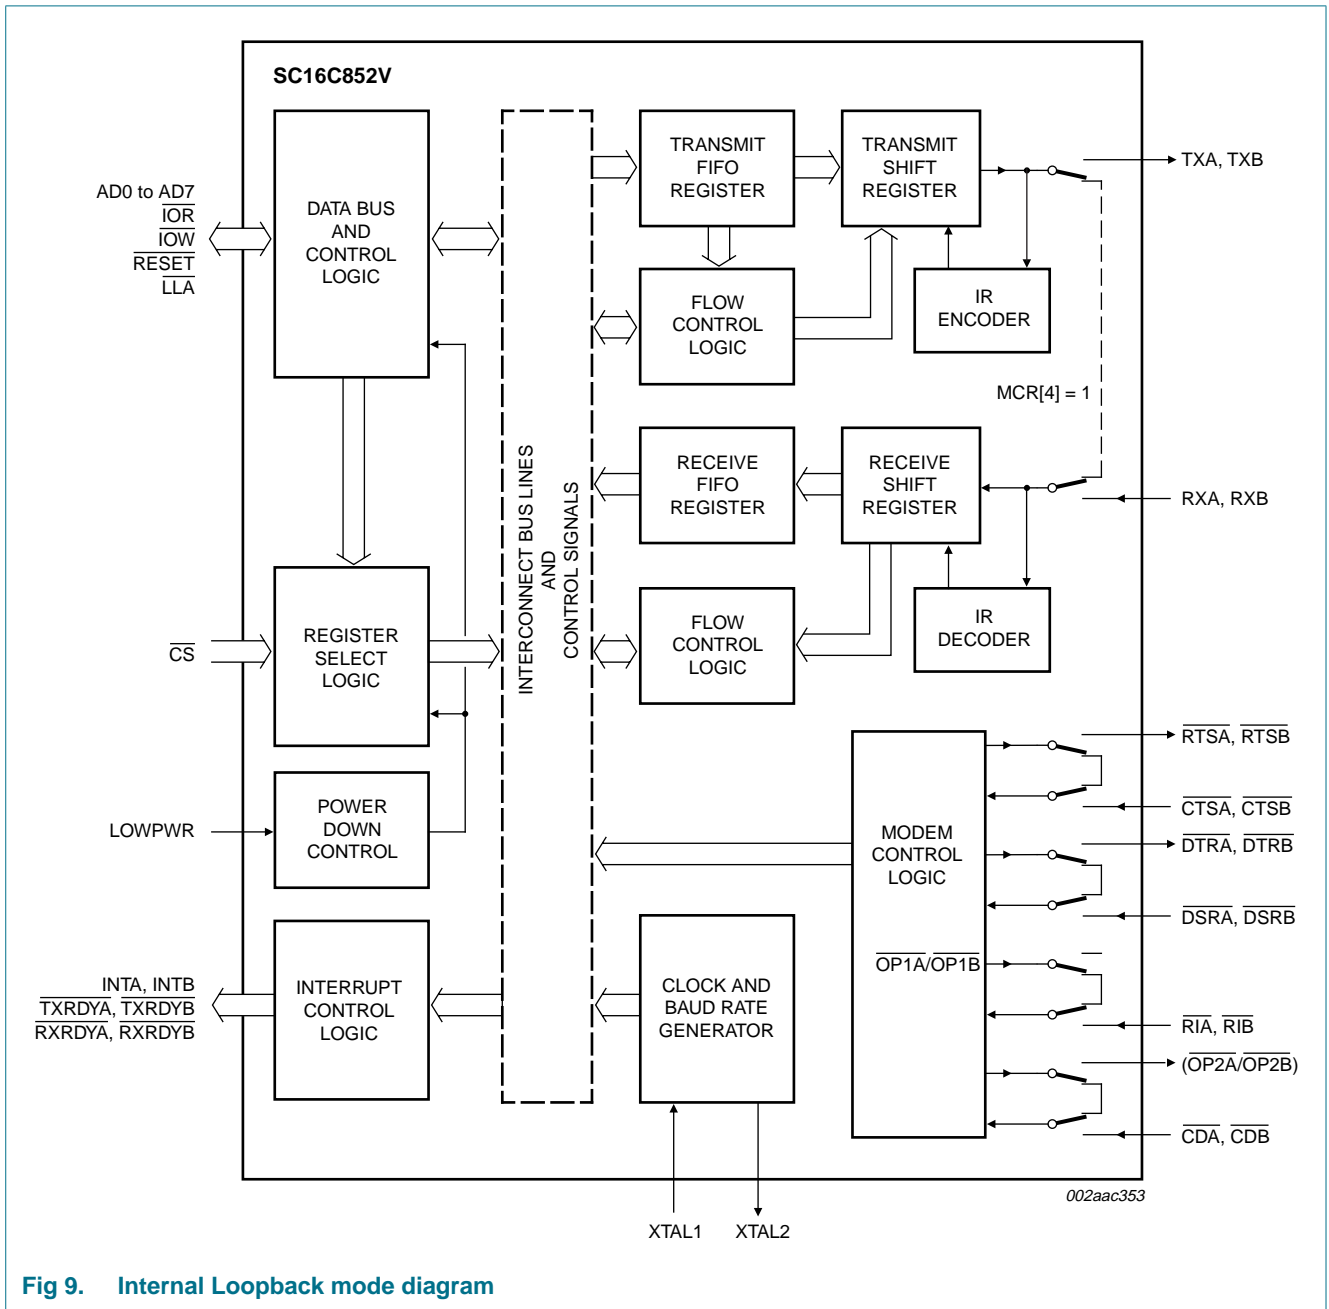 SC16C852V
AD0 to AD7
IOR
IOW
RESET
LLA
DATA BUS
AND
CONTROL
LOGIC
TRANSMIT
FIFO
REGISTER
TRANSMIT
SHIFT
REGISTER
TXA, TXB
FLOW
CONTROL
LOGIC
IR
ENCODER
MCR[4] = 1
INTERCONNECT BUS LINES
AND
CONTROL SIGNALS
RECEIVE
FIFO
REGISTER
RECEIVE
SHIFT
REGISTER
RXA, RXB
CS
REGISTER
SELECT
LOGIC
FLOW
CONTROL
LOGIC
IR
DECODER
LOWPWR
POWER
DOWN
CONTROL
MODEM
CONTROL
LOGIC
OP1A/OP1B
RTSA, RTSB
CTSA, CTSB
DTRA, DTRB
DSRA, DSRB
RIA, RIB
(OP2A/OP2B)
CDA, CDB
INTA, INTB
TXRDYA, TXRDYB
RXRDYA, RXRDYB
INTERRUPT
CONTROL
LOGIC
CLOCK AND
BAUD RATE
GENERATOR
XTAL1
XTAL2
002aac353
Fig 9. Internal Loopback mode diagram